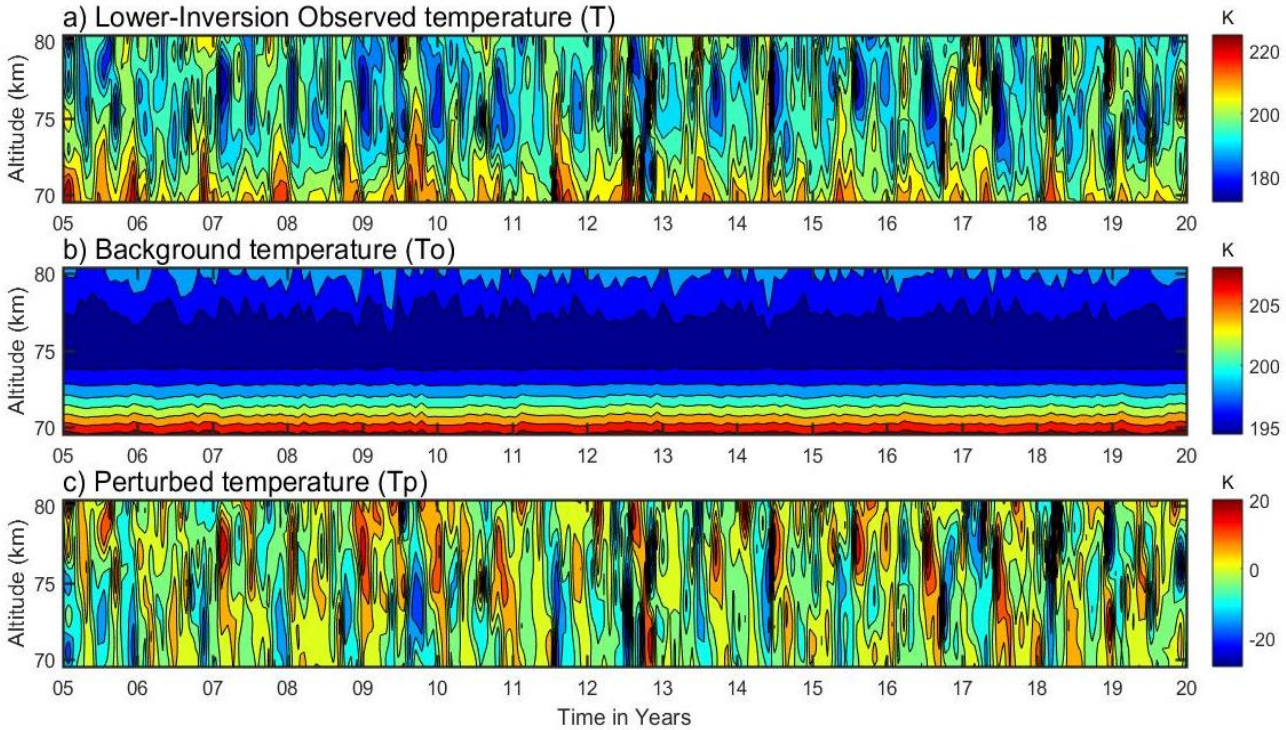 a) Lower-Inversion Observed temperature (T)
K
80
75
70
Altitude (km)
220
200
180
05 06 07 08 09 10 11 12 13 14 15 16 17 18 19 20
b) Background temperature (To)
K
80
75
70
Altitude (km)
205
200
195
05 06 07 08 09 10 11 12 13 14 15 16 17 18 19 20
c) Perturbed temperature (Tp)
K
80
75
70
Altitude (km)
20
0
-20
05 06 07 08 09 10 11 12 13 14 15 16 17 18 19 20
Time in Years